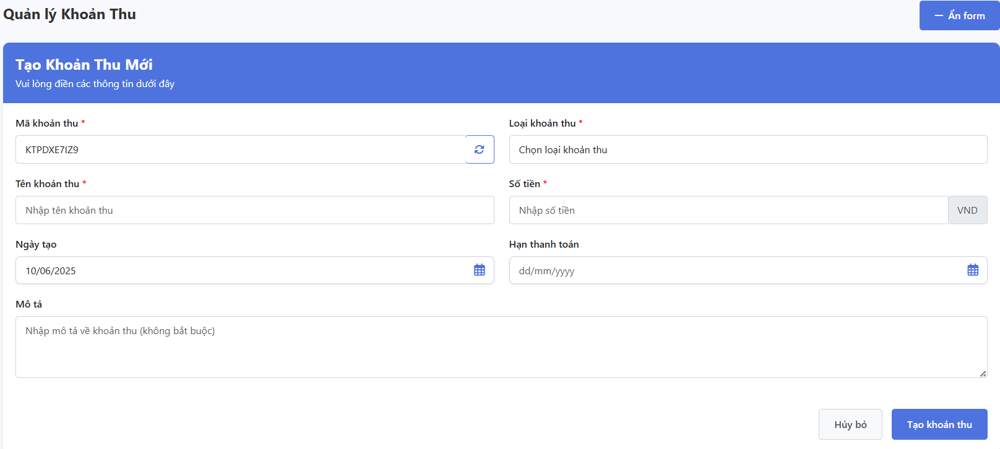 Quản lý Khoản Thu
Ẩn form
Tạo Khoản Thu Mới
Vui lòng điền các thông tin dưới đây
Mã khoản thu *
Loại khoản thu *
KTPDXE7IZ9
Chọn loại khoản thu
Tên khoản thu *
Số tiền *
Nhập tên khoản thu
Nhập số tiền
VND
Ngày tạo
Hạn thanh toán
10/06/2025
dd/mm/yyyy
Mô tả
Nhập mô tả về khoản thu (không bắt buộc)
Hủy bỏ
Tạo khoản thu